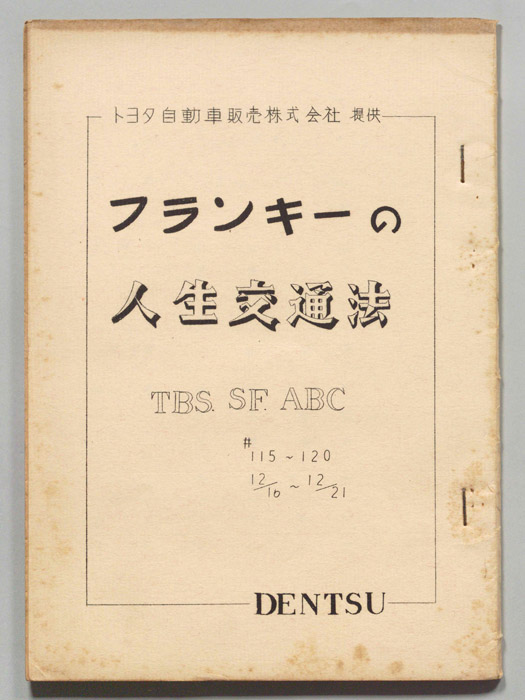 トヨタ自動車販売株式会社 提供
フランキーの
人生交通法
TBS. SF. ABC
#115~120
12/16~12/21
DENTSU